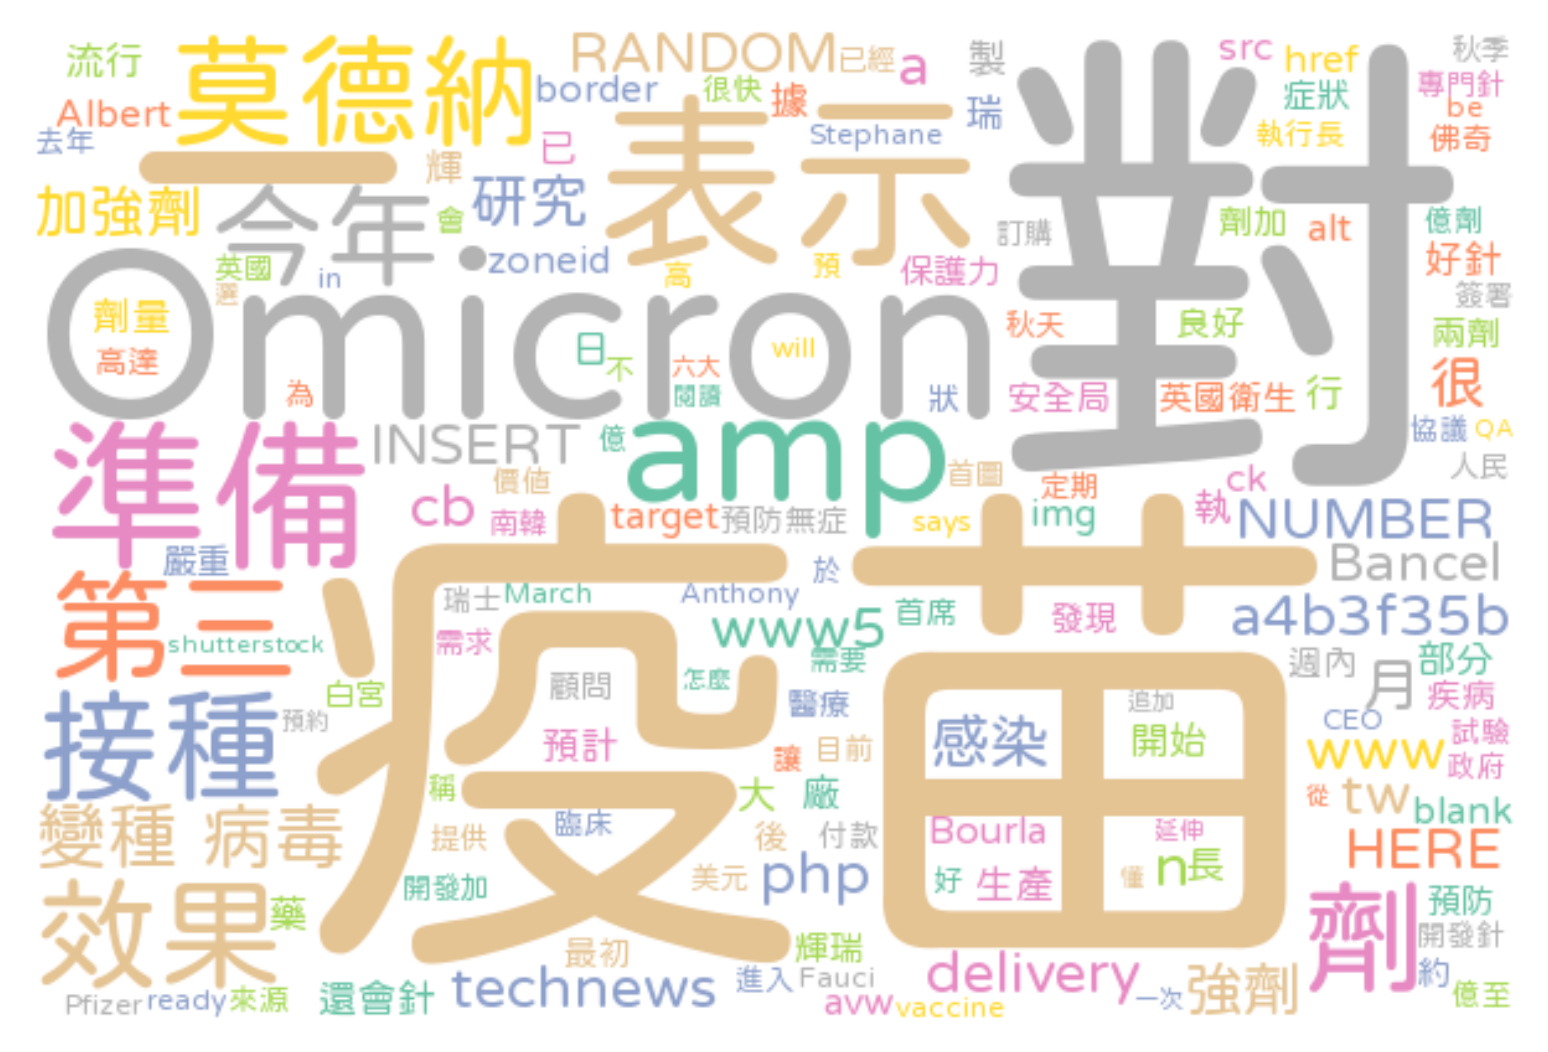 流行
莫德納
RANDOM
已經
a
製
對
src
href
秋季
Albert
border
很快
據
瑞
症狀
專門針
be
去年
一
輝
已
表示
Stephane
執行長
佛奇
加強劑
今年
會
研究
訂購
劑加
alt
億劑
英國
in
zoneid
高
預
保護力
好針
選
簽署
Omicron
劑量
高達
為
日
不
六大
閱讀
will
秋天
良好
兩劑
狀
安全局
英國衛生
行
很
準備
INSERT
億
amp
協議
QA
價值
首圖
定期
ck
人民
cb
南韓
target
預防無症
says
img
執
NUMBER
嚴重
疫苗
於
Bancel
第三
瑞士
March
Anthony
首席
發現
a4b3f35b
shutterstock
需求
www5
需要
週內
月
部分
接種
白宮
預約
顧問
怎麼
醫療
追加
疾病
CEO
感染
開始
www
試驗
預計
讓
目前
政府
稱
大
廠
從
tw
blank
變種
病毒
提供
臨床
後
付款
Bourla
延伸
HERE
效果
藥
開發加
美元
php
好
生產
懂
n
長
劑
預防
最初
輝瑞
開發針
Pfizer
ready
來源
還會針
technews
進入
Fauci
delivery
約
avw
vaccine
一次
強劑
億至